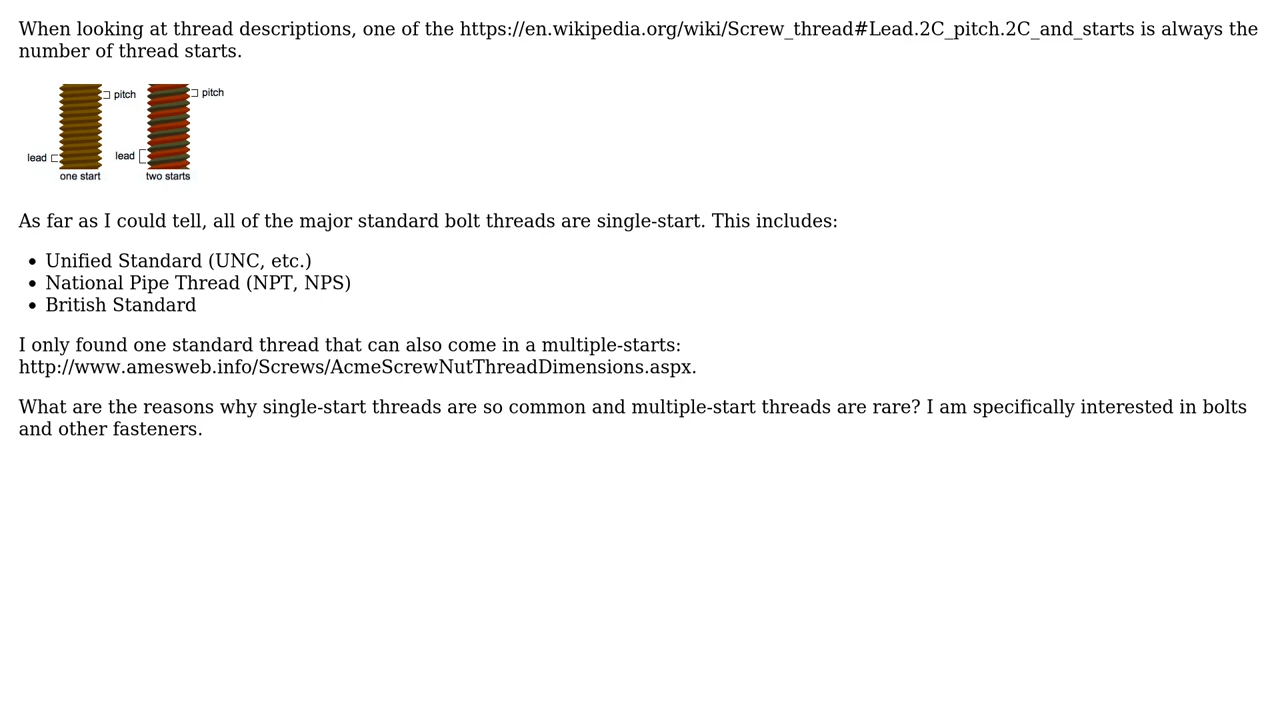 When looking at thread descriptions, one of the https://en.wikipedia.org/wiki/Screw_thread#Lead.2C_pitch.2C_and_starts is always the
number of thread starts.
pitch pitch
lead lead
one start two starts
As far as I could tell, all of the major standard bolt threads are single-start. This includes:
• Unified Standard (UNC, etc.)
• National Pipe Thread (NPT, NPS)
• British Standard
I only found one standard thread that can also come in a multiple-starts:
http://www.amesweb.info/Screws/AcmeScrewNutThreadDimensions.aspx.
What are the reasons why single-start threads are so common and multiple-start threads are rare? I am specifically interested in bolts
and other fasteners.